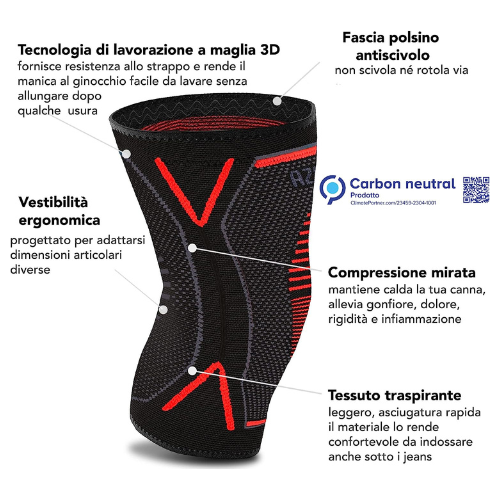 Tecnologia di lavorazione a maglia 3D
fornisce resistenza allo strappo e rende il
manica al ginocchio facile da lavare senza
allungare dopo
qualche usura
Fascia polsino
antiscivolo
non scivola né rotola via
AZ
Carbon neutral
Prodotto
ClimatePartner.com/23455-2304-1001
Vestibilità
ergonomica
progettato per adattarsi
dimensioni articolari
diverse
Compressione mirata
mantiene calda la tua canna,
allevia gonfiore, dolore,
rigidità e infiammazione
Tessuto traspirante
leggero, asciugatura rapida
il materiale lo rende
confortevole da indossare
anche sotto i jeans